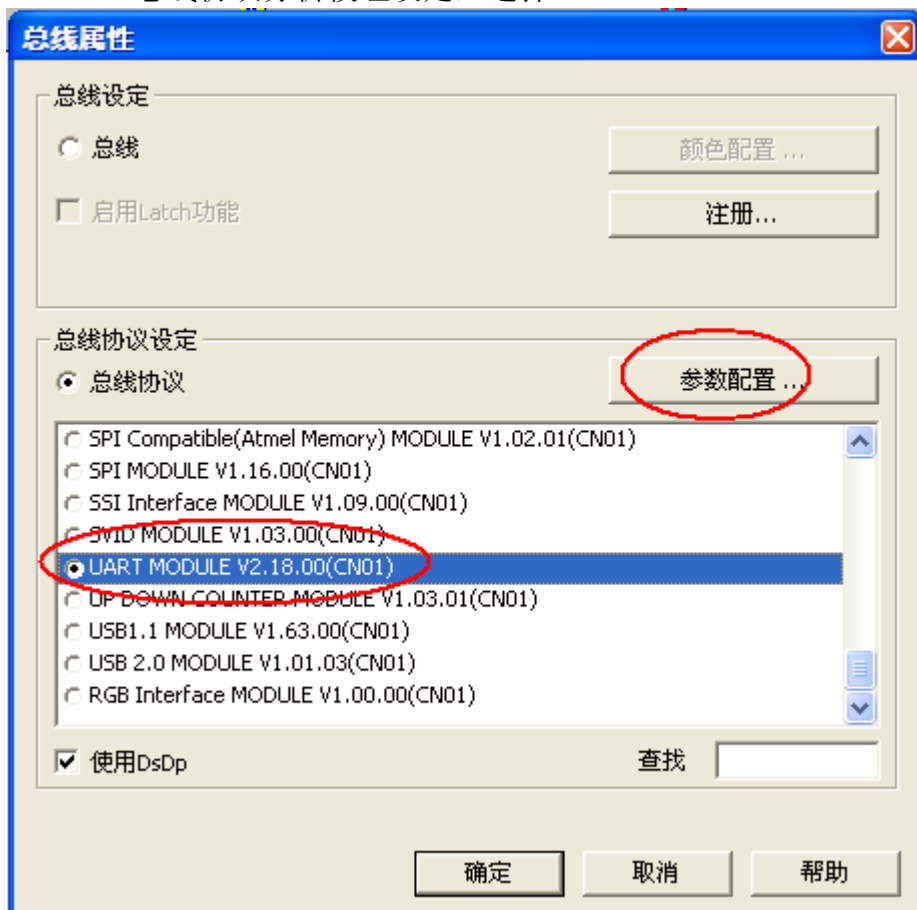 总线属性
总线设定
总线
颜色配置 ...
启用Latch功能
注册...
总线协议设定
总线协议
参数配置 ...
SPI Compatible(Atmel Memory) MODULE V1.02.01(CN01)
SPI MODULE V1.16.00(CN01)
SSI Interface MODULE V1.09.00(CN01)
SVID MODULE V1.03.00(CN01)
UART MODULE V2.18.00(CN01)
UP DOWN COUNTER MODULE V1.03.01(CN01)
USB1.1 MODULE V1.63.00(CN01)
USB 2.0 MODULE V1.01.03(CN01)
RGB Interface MODULE V1.00.00(CN01)
使用DsDp
查找
确定
取消
帮助